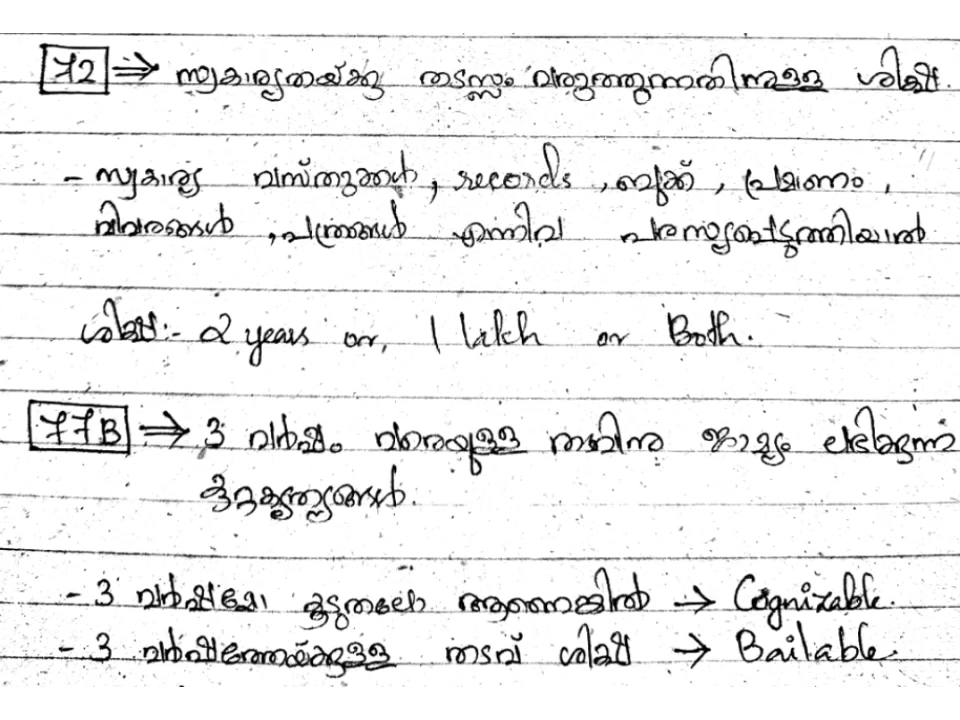 72 ⇒ സ്വകാര്യതയ്ക്കു തടസ്സം വരുത്തുന്നതിനുള്ള ശിക്ഷ.
- സ്വകാര്യ വസ്തുക്കൾ, records, ബുക്ക്, പ്രമാണം,
വിവരങ്ങൾ, പത്രങ്ങൾ എന്നിവ പരസ്യപ്പെടുത്തിയാൽ
ശിക്ഷ:- 2 years or, 1 lakh or Both.
77B ⇒ 3 വർഷം വരെയുള്ള തടവിനു ജാമ്യം ലഭിക്കുന്ന
കുറ്റകൃത്യങ്ങൾ.
- 3 വർഷമോ കൂടുതലോ ആണെങ്കിൽ → Cognizable.
- 3 വർഷത്തേയ്ക്കുള്ള തടവ് ശിക്ഷ → Bailable.